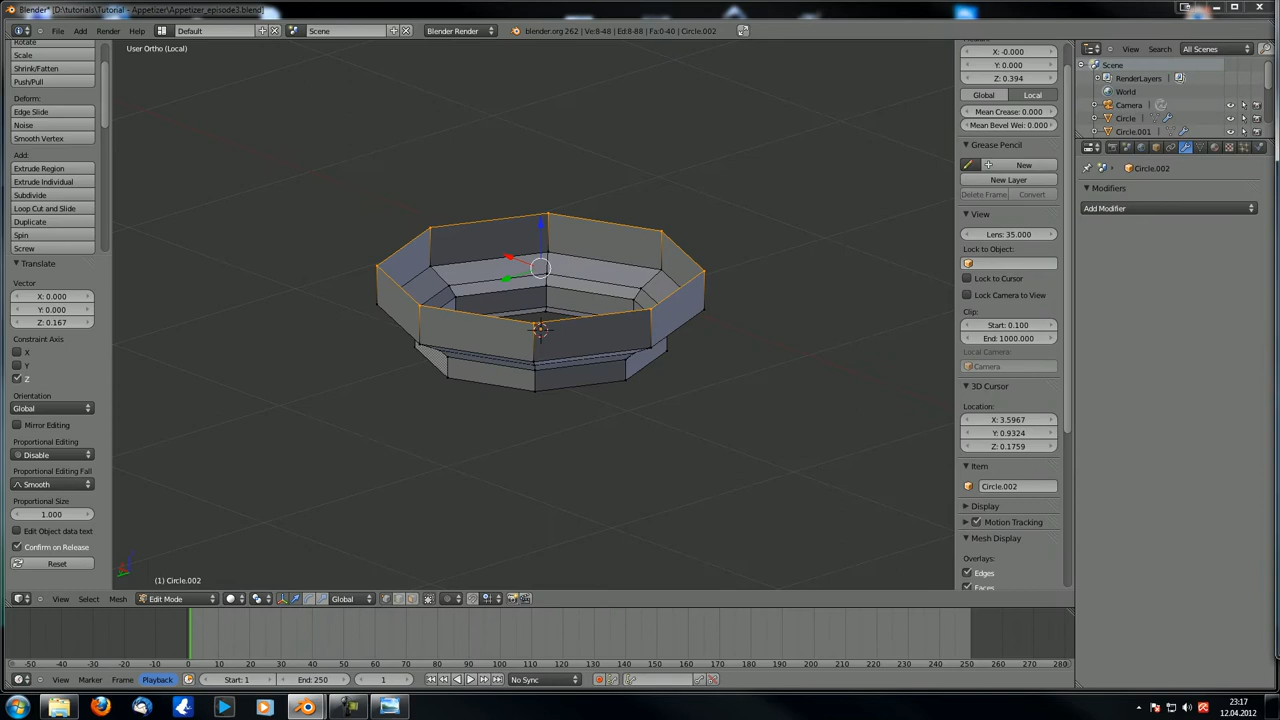 Blender* [D:\tutorials\Tutorial - Appetizer\Appetizer_episode3.blend]
File Add Render Help Default Scene Blender Render blender.org 262 | Ve:8-48 | Ed:8-88 | Fa:0-40 | Circle.002
View Search All Scenes
Rotate
Scale
Shrink/Fatten
Push/Pull
Deform:
Edge Slide
Noise
Smooth Vertex
Add:
Extrude Region
Extrude Individual
Subdivide
Loop Cut and Slide
Duplicate
Spin
Screw
Translate
Vector
X: 0.000
Y: 0.000
Z: 0.167
Constraint Axis
X
Y
Z
Orientation
Global
Mirror Editing
Proportional Editing
Disable
Proportional Editing Fall
Smooth
Proportional Size
1.000
Edit Object data text
Confirm on Release
Reset
User Ortho (Local)
(1) Circle.002
X: -0.000
Y: 0.000
Z: 0.394
Global Local
Mean Crease: 0.000
Mean Bevel Wei: 0.000
Grease Pencil
New
New Layer
Delete Frame Convert
View
Lens: 35.000
Lock to Object:
Lock to Cursor
Lock Camera to View
Clip:
Start: 0.100
End: 1000.000
Local Camera:
Camera
3D Cursor
Location:
X: 3.5967
Y: 0.9324
Z: 0.1759
Item
Circle.002
Display
Motion Tracking
Mesh Display
Overlays:
Edges
Faces
Scene
RenderLayers
World
Camera
Circle
Circle.001
Circle.002
Modifiers
Add Modifier
View Select Mesh Edit Mode Global
-50 -40 -30 -20 -10 0 10 20 30 40 50 60 70 80 90 100 110 120 130 140 150 160 170 180 190 200 210 220 230 240 250 260 270 280
View Marker Frame Playback Start: 1 End: 250 1 No Sync
23:17
12.04.2012